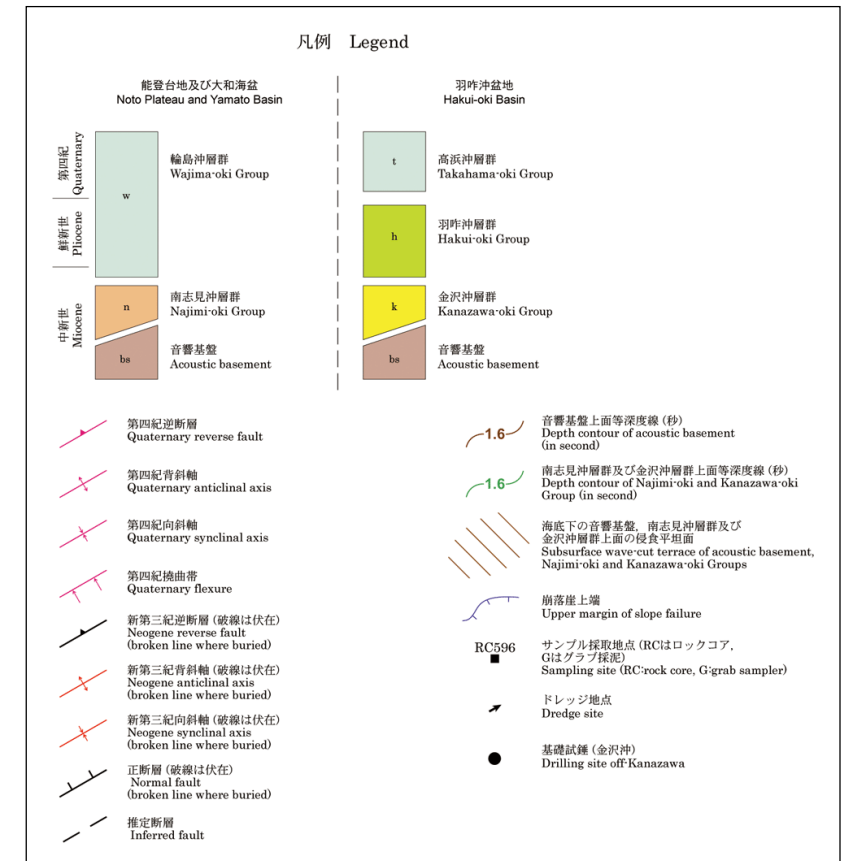 凡例 Legend
能登台地及び大和海盆
Noto Plateau and Yamato Basin
羽咋沖盆地
Hakui-oki Basin
第四紀
Quaternary
鮮新世
Pliocene
中新世
Miocene
w
輪島沖層群
Wajima-oki Group
n
南志見沖層群
Najimi-oki Group
bs
音響基盤
Acoustic basement
t
高浜沖層群
Takahama-oki Group
h
羽咋沖層群
Hakui-oki Group
k
金沢沖層群
Kanazawa-oki Group
bs
音響基盤
Acoustic basement
第四紀逆断層
Quaternary reverse fault
第四紀背斜軸
Quaternary anticlinal axis
第四紀向斜軸
Quaternary synclinal axis
第四紀撓曲帯
Quaternary flexure
新第三紀逆断層 (破線は伏在)
Neogene reverse fault
(broken line where buried)
新第三紀背斜軸 (破線は伏在)
Neogene anticlinal axis
(broken line where buried)
新第三紀向斜軸 (破線は伏在)
Neogene synclinal axis
(broken line where buried)
正断層 (破線は伏在)
Normal fault
(broken line where buried)
推定断層
Inferred fault
1.6
音響基盤上面等深度線 (秒)
Depth contour of acoustic basement
(in second)
1.6
南志見沖層群及び金沢沖層群上面等深度線 (秒)
Depth contour of Najimi-oki and Kanazawa-oki
Group (in second)
海底下の音響基盤，南志見沖層群及び
金沢沖層群上面の侵食平坦面
Subsurface wave-cut terrace of acoustic basement,
Najimi-oki and Kanazawa-oki Groups
崩落崖上端
Upper margin of slope failure
RC596
サンプル採取地点 (RCはロックコア，
Gはグラブ採泥)
Sampling site (RC:rock core, G:grab sampler)
ドレッジ地点
Dredge site
基礎試錐 (金沢沖)
Drilling site off-Kanazawa